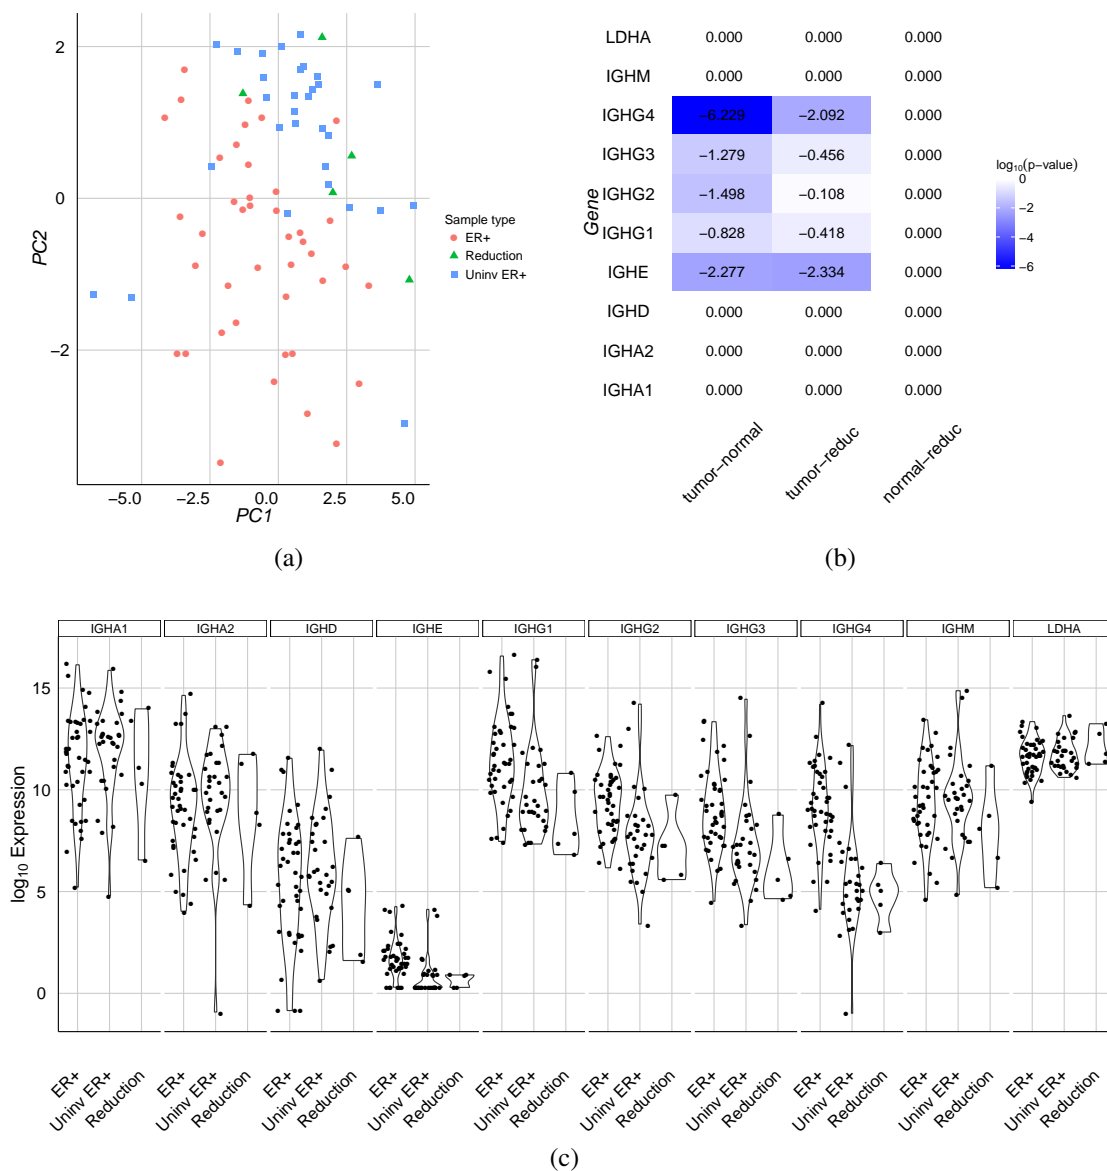 2
0
−2
PC2
−5.0 −2.5 0.0 2.5 5.0
PC1
Sample type
ER+
Reduction
Uninv ER+
(a)
LDHA 0.000 0.000 0.000
IGHM 0.000 0.000 0.000
IGHG4 −6.229 −2.092 0.000
IGHG3 −1.279 −0.456 0.000
IGHG2 −1.498 −0.108 0.000
IGHG1 −0.828 −0.418 0.000
IGHE −2.277 −2.334 0.000
IGHD 0.000 0.000 0.000
IGHA2 0.000 0.000 0.000
IGHA1 0.000 0.000 0.000
Gene
tumor−normal tumor−reduc normal−reduc
log₁₀(p−value)
0
−2
−4
−6
(b)
IGHA1 IGHA2 IGHD IGHE IGHG1 IGHG2 IGHG3 IGHG4 IGHM LDHA
15
10
5
0
log₁₀ Expression
ER+ Uninv ER+ Reduction ER+ Uninv ER+ Reduction ER+ Uninv ER+ Reduction ER+ Uninv ER+ Reduction ER+ Uninv ER+ Reduction ER+ Uninv ER+ Reduction ER+ Uninv ER+ Reduction ER+ Uninv ER+ Reduction ER+ Uninv ER+ Reduction ER+ Uninv ER+ Reduction
(c)